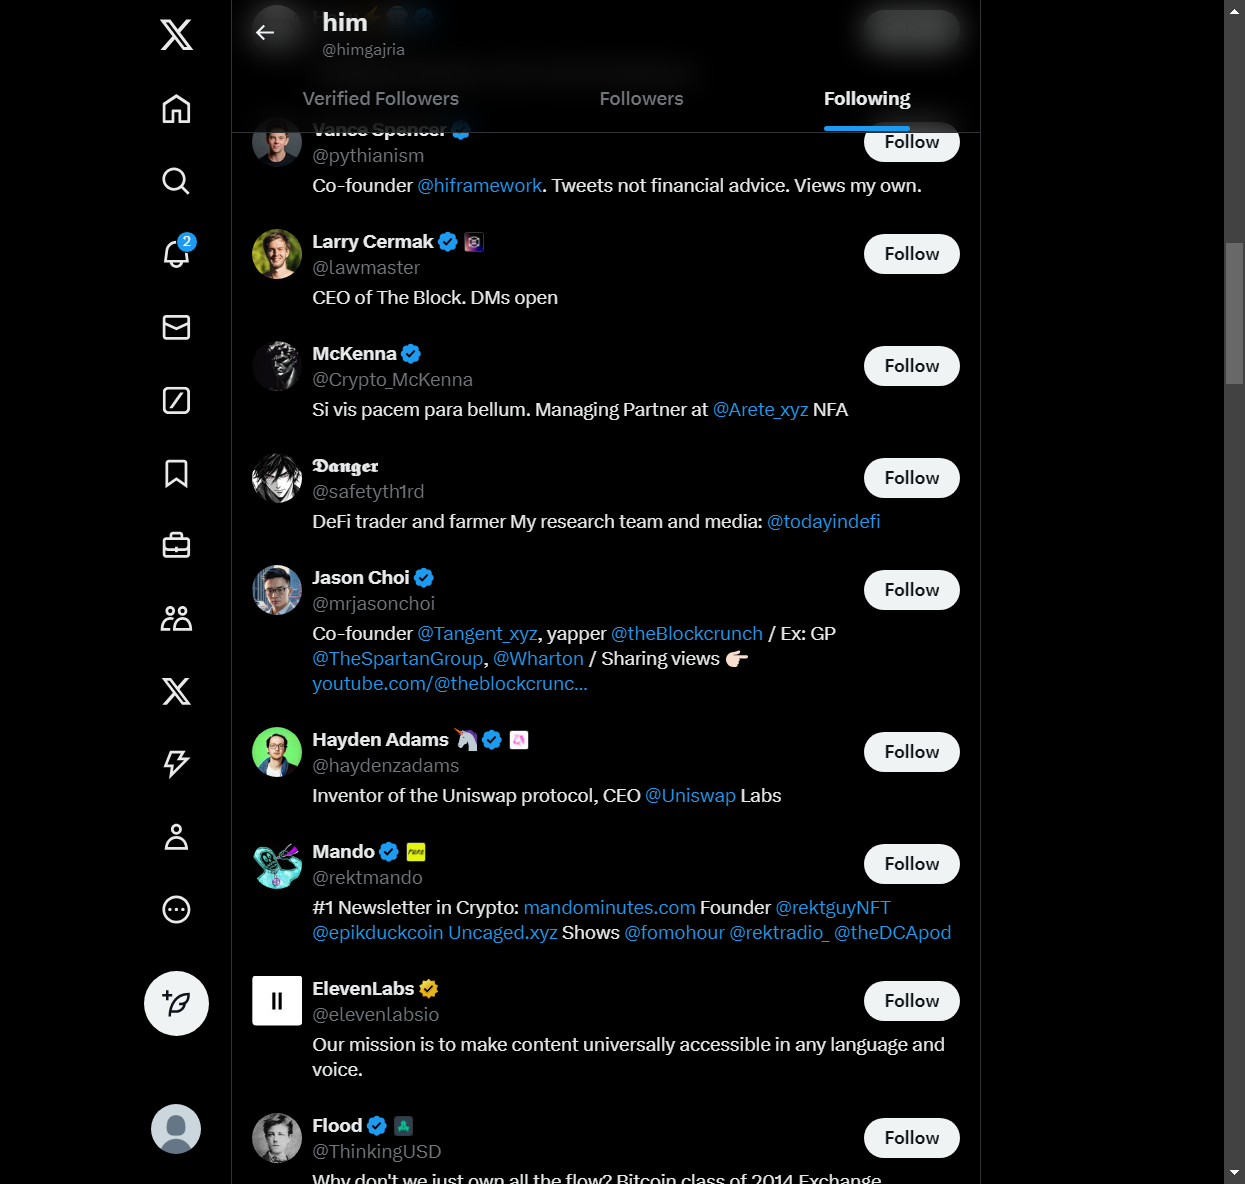 him
@himgajria
Verified Followers
Followers
Following
2
Vance Spencer
@pythianism
Follow
Co-founder @hiframework. Tweets not financial advice. Views my own.
Larry Cermak
@lawmaster
Follow
CEO of The Block. DMs open
McKenna
@Crypto_McKenna
Follow
Si vis pacem para bellum. Managing Partner at @Arete_xyz NFA
𝕯𝖆𝖓𝖌𝖊𝖗
@safetyth1rd
Follow
DeFi trader and farmer My research team and media: @todayindefi
Jason Choi
@mrjasonchoi
Follow
Co-founder @Tangent_xyz, yapper @theBlockcrunch / Ex: GP
@TheSpartanGroup, @Wharton / Sharing views 👉🏻
youtube.com/@theblockcrunc…
Hayden Adams 🦄
@haydenzadams
Follow
Inventor of the Uniswap protocol, CEO @Uniswap Labs
Mando
@rektmando
Follow
#1 Newsletter in Crypto: mandominutes.com Founder @rektguyNFT
@epikduckcoin Uncaged.xyz Shows @fomohour @rektradio_ @theDCApod
ElevenLabs
@elevenlabsio
Follow
Our mission is to make content universally accessible in any language and
voice.
Flood
@ThinkingUSD
Follow
Why don't we just own all the flow? Bitcoin class of 2014 Exchange